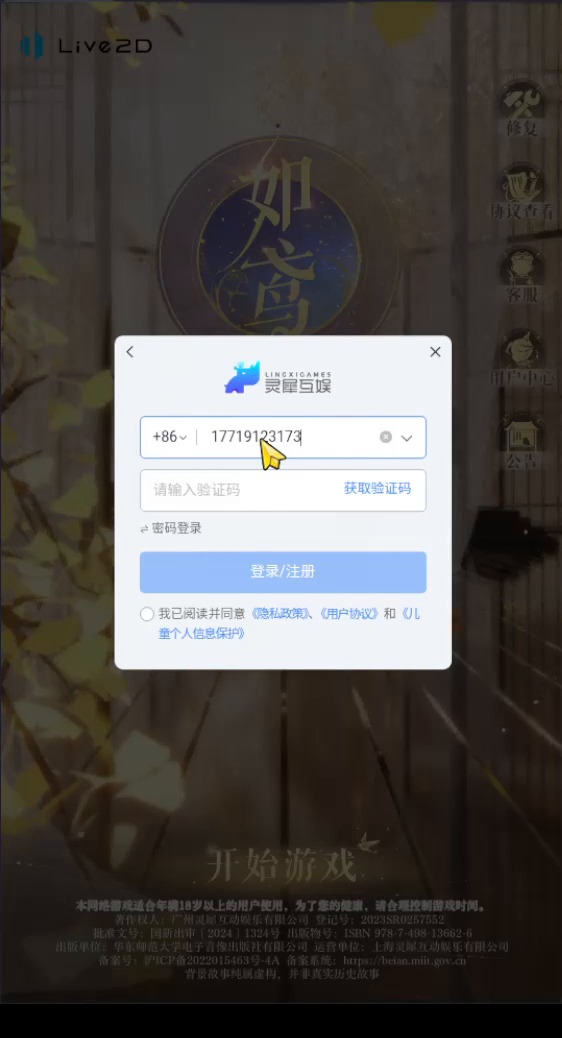 Live2D
修复
协议查看
客服
用户中心
公告
如鸢
LINGXIGAMES
灵犀互娱
+86 17719123173
请输入验证码 获取验证码
⇌ 密码登录
登录/注册
我已阅读并同意《隐私政策》、《用户协议》和《儿
童个人信息保护》
开始游戏
本网络游戏适合年满18岁以上的用户使用，为了您的健康，请合理控制游戏时间。
著作权人：广州灵犀互动娱乐有限公司 登记号：2023SR0257552
批准文号：国新出审｜2024｜1324号 出版物号：ISBN 978-7-498-13662-6
出版单位：华东师范大学电子音像出版社有限公司 运营单位：上海灵犀互动娱乐有限公司
备案号：沪ICP备2022015463号-4A 备案系统：https://beian.miit.gov.cn
背景故事纯属虚构，并非真实历史故事